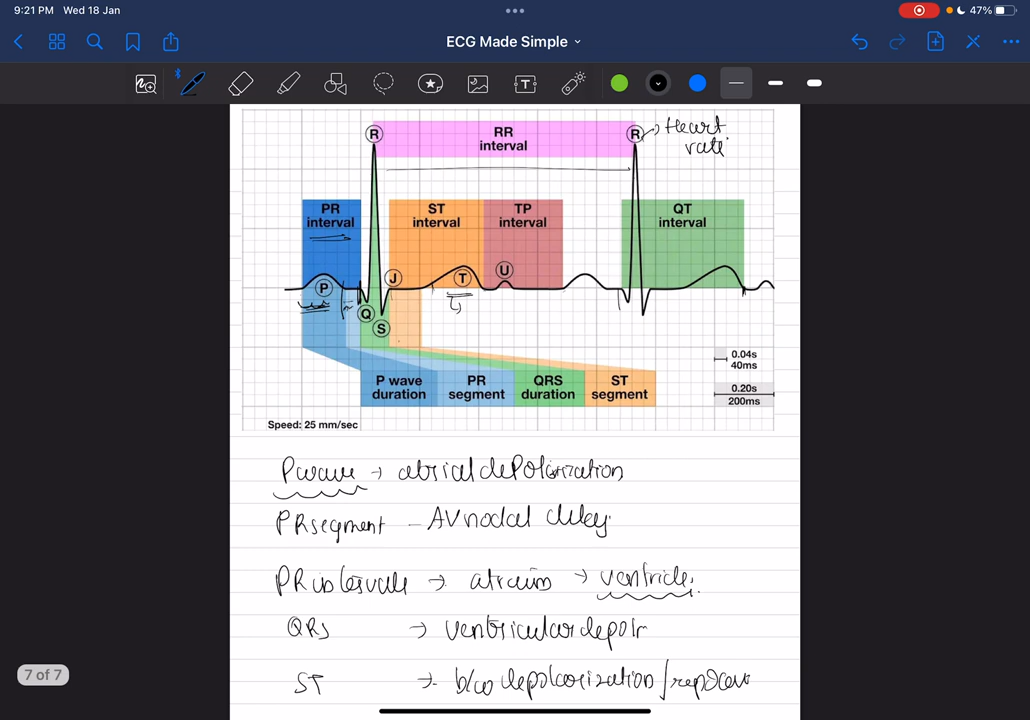 9:21 PM Wed 18 Jan
47%
ECG Made Simple
R
RR
interval
R
Heart
rate
PR
interval
ST
interval
TP
interval
QT
interval
P
J
T
U
Q
S
0.04s
40ms
0.20s
200ms
P wave
duration
PR
segment
QRS
duration
ST
segment
Speed: 25 mm/sec
Pwave → atrial depolarization
PR segment - AV nodal delay.
PR intervale → atrium → ventricle.
QRS → ventricular depolr
ST → b/w depolarization /
7 of 7